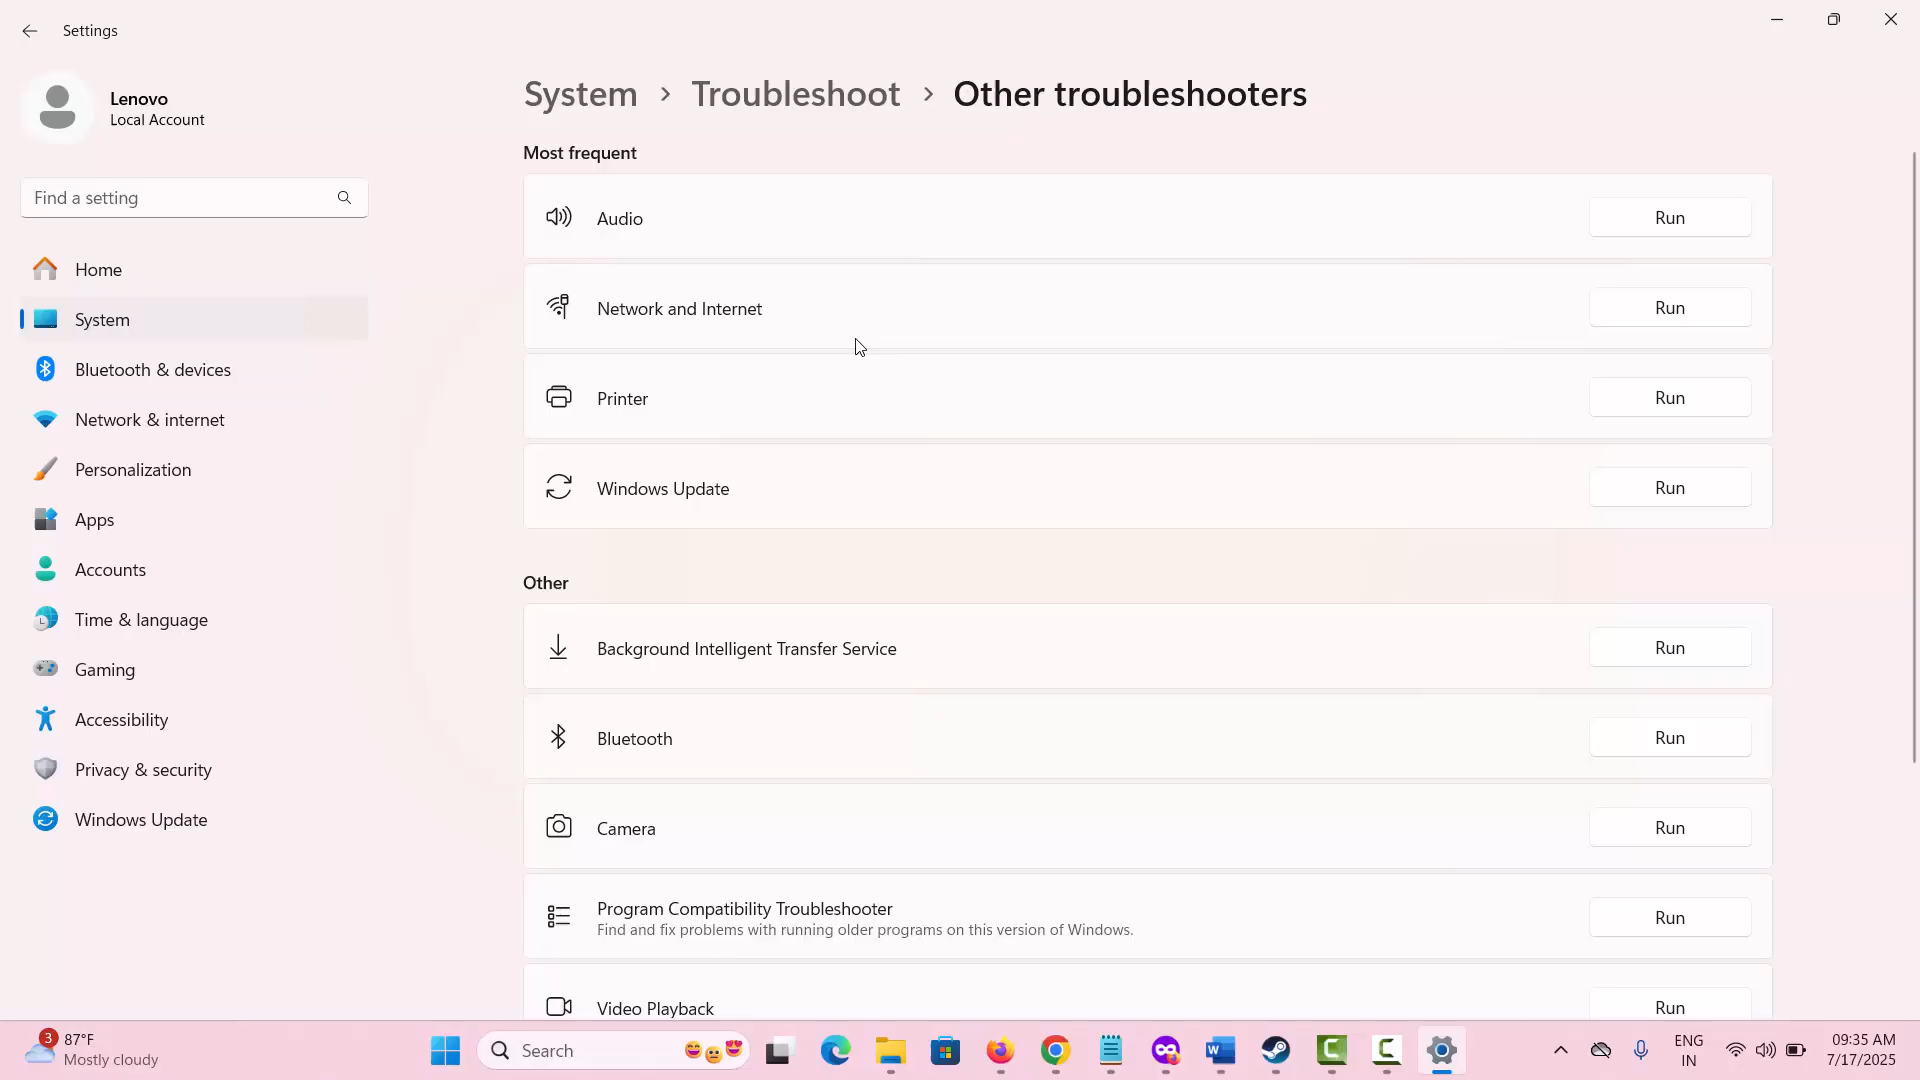 Settings
Lenovo
Local Account
Find a setting
Home
System
Bluetooth & devices
Network & internet
Personalization
Apps
Accounts
Time & language
Gaming
Accessibility
Privacy & security
Windows Update
System > Troubleshoot > Other troubleshooters
Most frequent
Audio Run
Network and Internet Run
Printer Run
Windows Update Run
Other
Background Intelligent Transfer Service Run
Bluetooth Run
Camera Run
Program Compatibility Troubleshooter Run
Find and fix problems with running older programs on this version of Windows.
Video Playback Run
3
87°F
Mostly cloudy
Search
ENG
IN
09:35 AM
7/17/2025